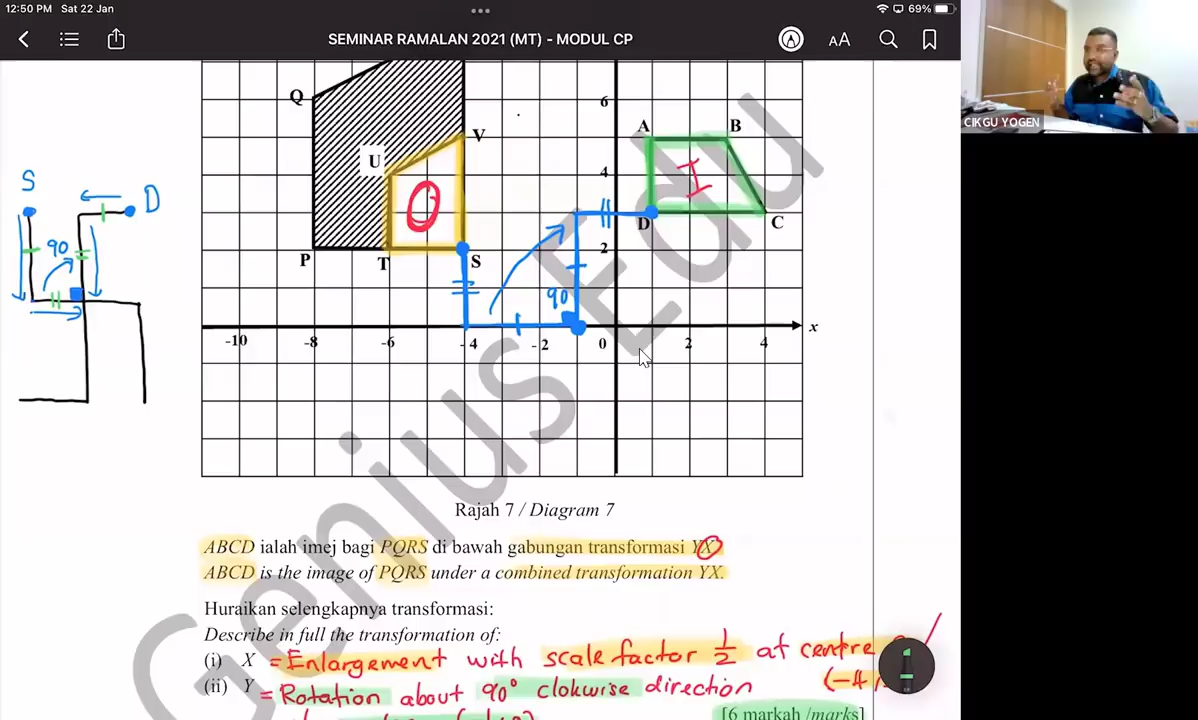 12:50 PM Sat 22 Jan
69%
SEMINAR RAMALAN 2021 (MT) - MODUL CP
AA
CIKGU YOGEN
Q
6
A
B
V
U
4
I
O
S
D
90
D
C
P
T
S
2
90
x
-10
-8
-6
-4
-2
0
2
4
Genius Edu
Rajah 7 / Diagram 7
ABCD ialah imej bagi PQRS di bawah gabungan transformasi YX
ABCD is the image of PQRS under a combined transformation YX.
Huraikan selengkapnya transformasi:
Describe in full the transformation of:
(i) X = Enlargement with scale factor 1/2 at centre
(ii) Y = Rotation about 90° clokwise direction (-4,
[6 markah /marks]